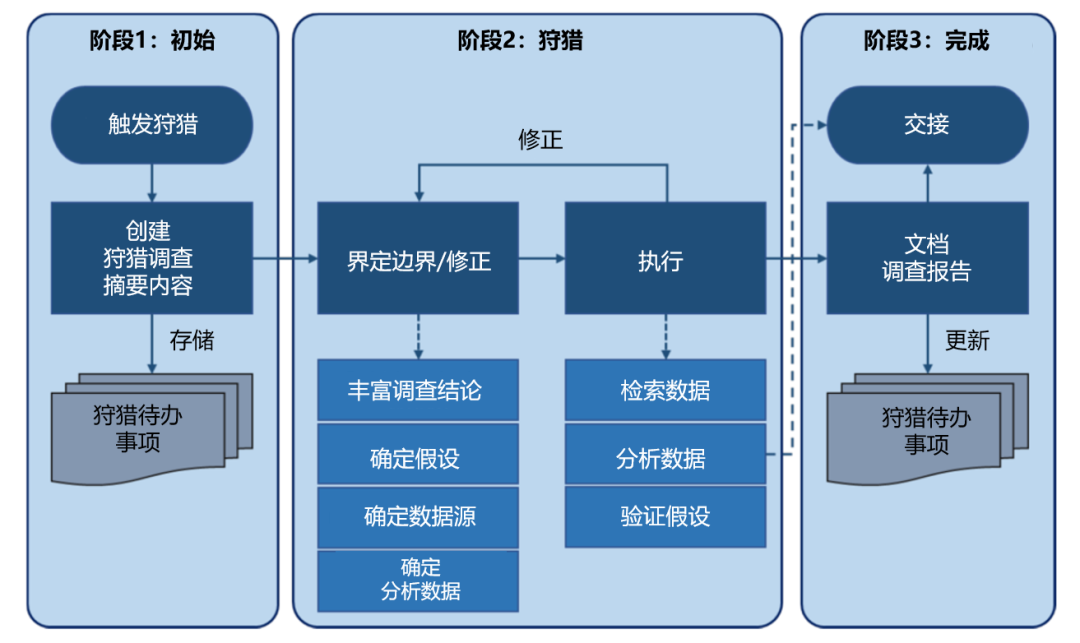 阶段1：初始
触发狩猎
创建
狩猎调查
摘要内容
存储
狩猎待办
事项
阶段2：狩猎
修正
界定边界/修正
执行
丰富调查结论
确定假设
确定数据源
确定
分析数据
检索数据
分析数据
验证假设
阶段3：完成
交接
文档
调查报告
更新
狩猎待办
事项